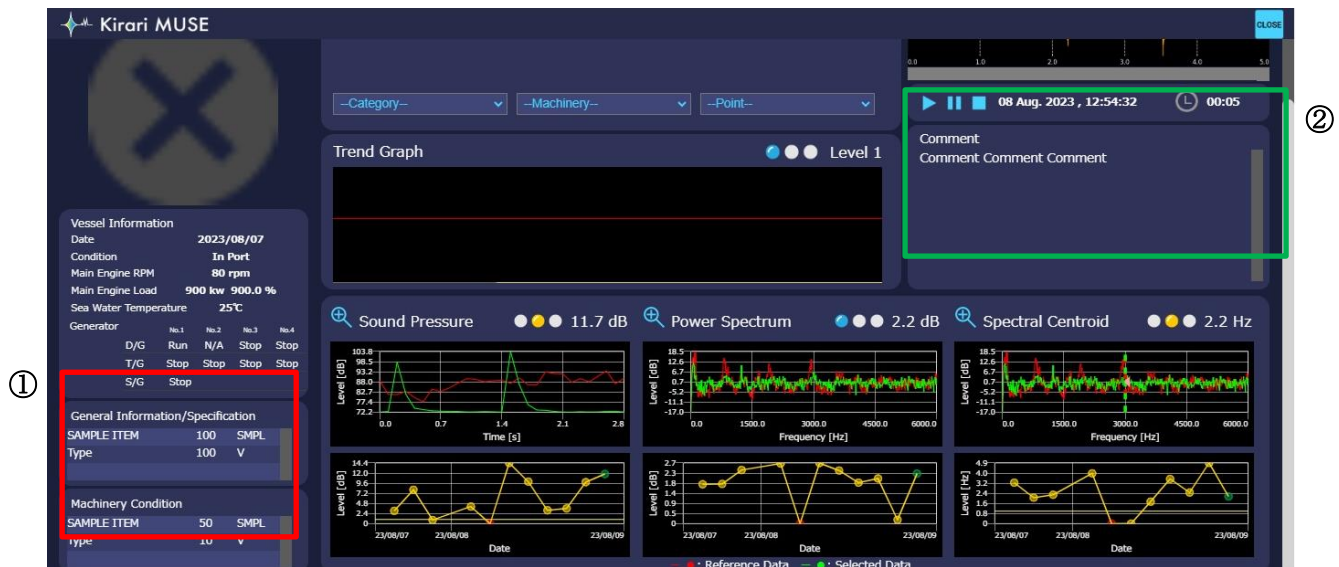 Kirari MUSE
CLOSE
0.0 1.0 2.0 3.0 4.0 5.0
--Category-- --Machinery-- --Point--
08 Aug. 2023 , 12:54:32 00:05
②
Trend Graph Level 1
Comment
Comment Comment Comment
Vessel Information
Date 2023/08/07
Condition In Port
Main Engine RPM 80 rpm
Main Engine Load 900 kw 900.0 %
Sea Water Temperature 25℃
Generator No.1 No.2 No.3 No.4
D/G Run N/A Stop Stop
T/G Stop Stop Stop Stop
S/G Stop
①
General Information/Specification
SAMPLE ITEM 100 SMPL
Type 100 V
Machinery Condition
SAMPLE ITEM 50 SMPL
Type 10 V
Sound Pressure 11.7 dB
Level [dB]
103.8
98.5
93.2
88.0
82.7
77.4
72.2
0.0 0.7 1.4 2.1 2.8
Time [s]
Power Spectrum 2.2 dB
Level [dB]
18.5
12.6
6.7
0.7
-5.2
-11.1
-17.0
0.0 1500.0 3000.0 4500.0 6000.0
Frequency [Hz]
Spectral Centroid 2.2 Hz
Level [dB]
18.5
12.6
6.7
0.7
-5.2
-11.1
-17.0
0.0 1500.0 3000.0 4500.0 6000.0
Frequency [Hz]
Level [dB]
14.4
12.0
9.6
7.2
4.8
2.4
0
23/08/07 23/08/08 23/08/09
Date
Level [dB]
2.7
2.3
1.8
1.4
0.9
0.5
0
23/08/07 23/08/08 23/08/09
Date
Level [Hz]
4.9
4.0
3.2
2.4
1.6
0.8
0
23/08/07 23/08/08 23/08/09
Date
: Reference Data : Selected Data